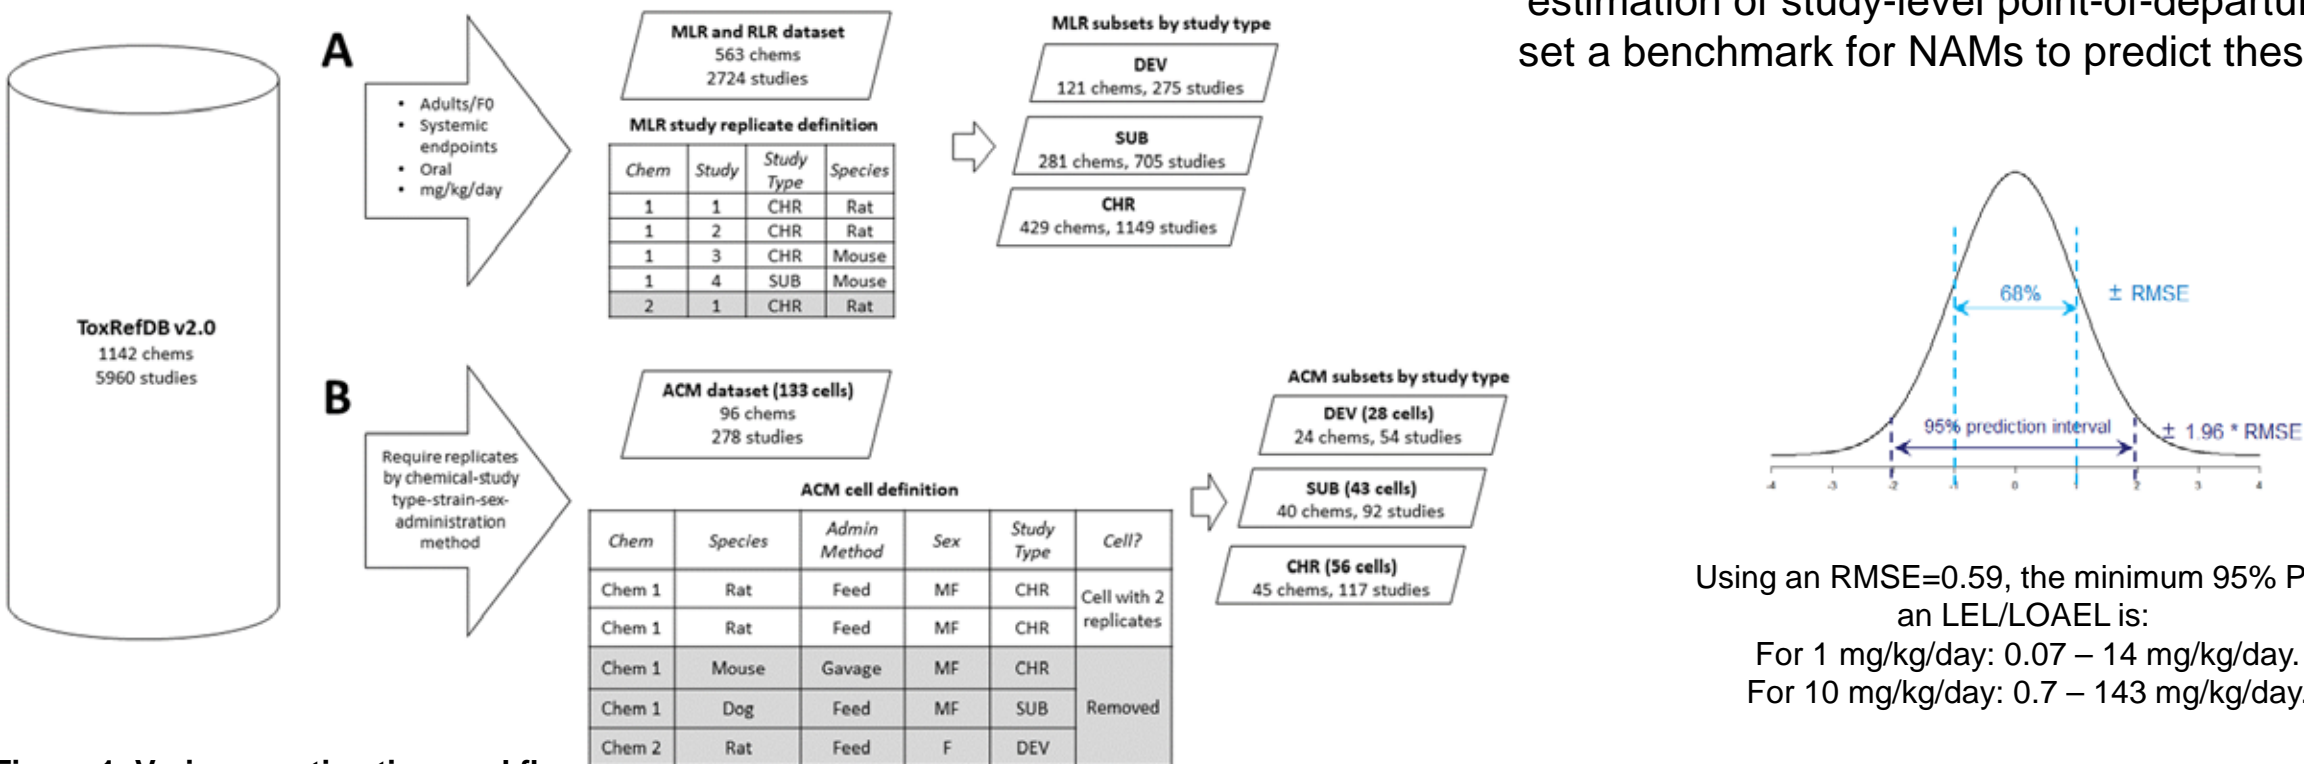 estimation of study-level point-of-departur
set a benchmark for NAMs to predict thes
ToxRefDB v2.0
1142 chems
5960 studies
A
• Adults/F0
• Systemic
endpoints
• Oral
• mg/kg/day
MLR and RLR dataset
563 chems
2724 studies
MLR study replicate definition
Chem Study Study Type Species
1 1 CHR Rat
1 2 CHR Rat
1 3 CHR Mouse
1 4 SUB Mouse
2 1 CHR Rat
MLR subsets by study type
DEV
121 chems, 275 studies
SUB
281 chems, 705 studies
CHR
429 chems, 1149 studies
B
Require replicates
by chemical-study
type-strain-sex-
administration
method
ACM dataset (133 cells)
96 chems
278 studies
ACM cell definition
Chem Species Admin Method Sex Study Type Cell?
Chem 1 Rat Feed MF CHR Cell with 2
Chem 1 Rat Feed MF CHR replicates
Chem 1 Mouse Gavage MF CHR
Chem 1 Dog Feed MF SUB Removed
Chem 2 Rat Feed F DEV
ACM subsets by study type
DEV (28 cells)
24 chems, 54 studies
SUB (43 cells)
40 chems, 92 studies
CHR (56 cells)
45 chems, 117 studies
68% ± RMSE
95% prediction interval ± 1.96 * RMSE
-4 -3 -2 -1 0 1 2 3 4
Using an RMSE=0.59, the minimum 95% P
an LEL/LOAEL is:
For 1 mg/kg/day: 0.07 – 14 mg/kg/day.
For 10 mg/kg/day: 0.7 – 143 mg/kg/day.